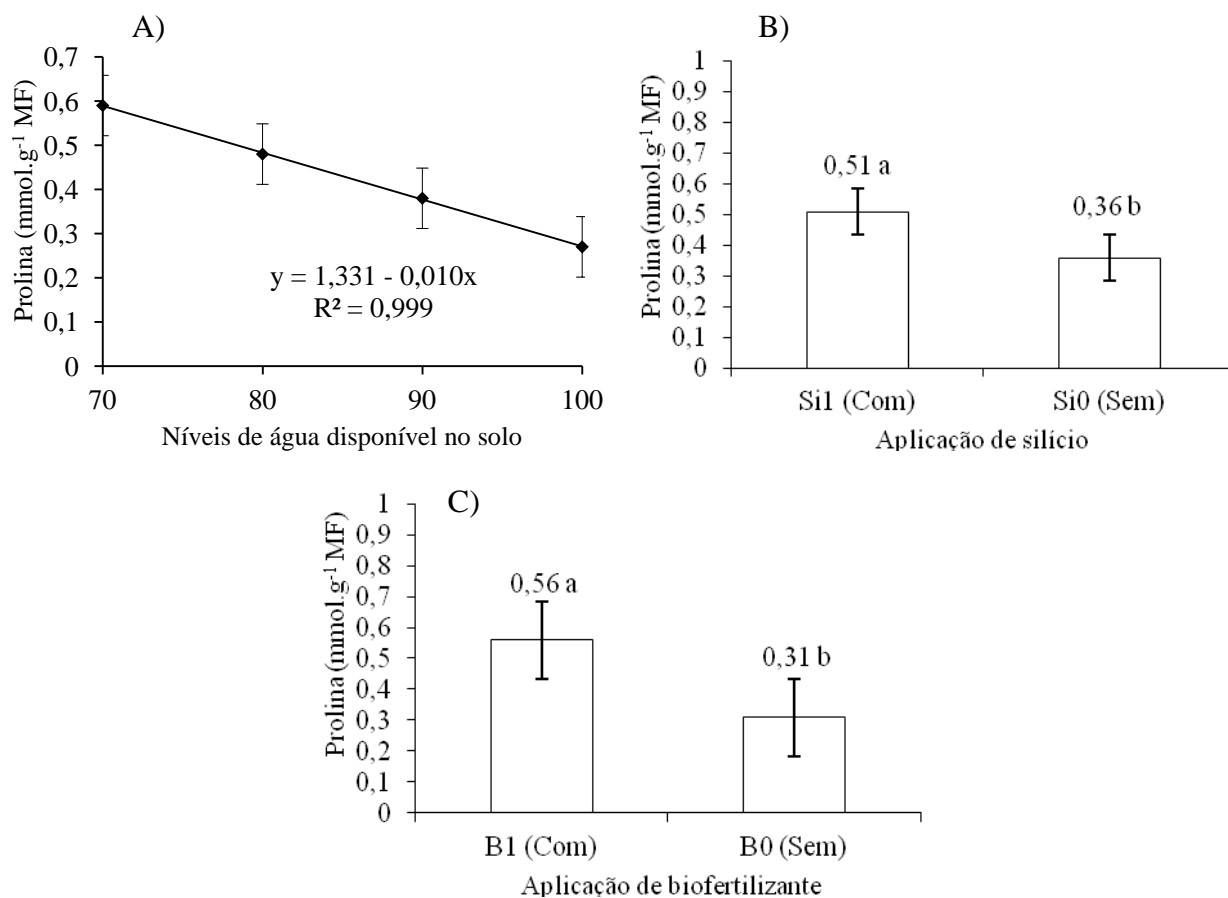 A)
Prolina (mmol.g⁻¹ MF)
0,7
0,6
0,5
0,4
0,3
0,2
0,1
0
y = 1,331 - 0,010x
R² = 0,999
70 80 90 100
Níveis de água disponível no solo
B)
Prolina (mmol.g⁻¹ MF)
1
0,9
0,8
0,7
0,6
0,5
0,4
0,3
0,2
0,1
0
0,51 a
0,36 b
Si1 (Com) Si0 (Sem)
Aplicação de silício
C)
Prolina (mmol.g⁻¹ MF)
1
0,9
0,8
0,7
0,6
0,5
0,4
0,3
0,2
0,1
0
0,56 a
0,31 b
B1 (Com) B0 (Sem)
Aplicação de biofertilizante